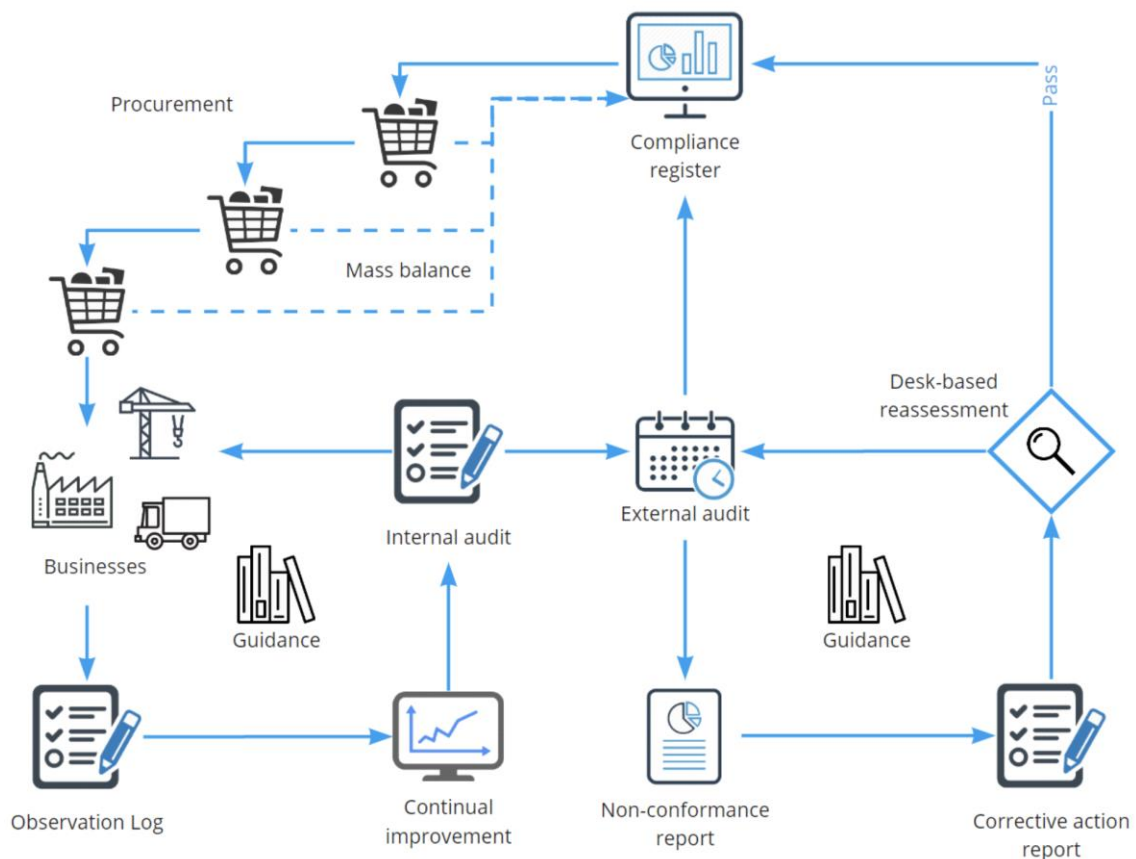 Procurement
Compliance
register
Pass
Mass balance
Desk-based
reassessment
External audit
Internal audit
Businesses
Guidance
Guidance
Observation Log
Continual
improvement
Non-conformance
report
Corrective action
report